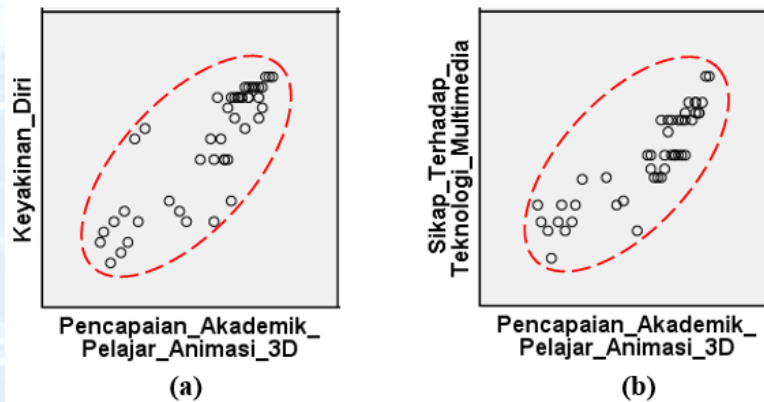 Keyakinan_Diri
Pencapaian_Akademik_
Pelajar_Animasi_3D
(a)
Sikap_Terhadap_
Teknologi_Multimedia
Pencapaian_Akademik_
Pelajar_Animasi_3D
(b)